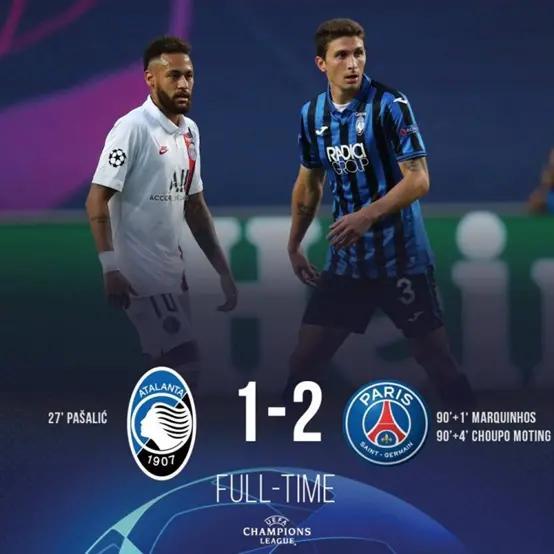 RADICI
GROUP
ALL
ACCOR
10
3
Hein
1-2
27' PAŠALIĆ
ATALANTA
1907
PARIS
SAINT-GERMAIN
90'+1' MARQUINHOS
90'+4' CHOUPO MOTING
FULL-TIME
UEFA
CHAMPIONS
LEAGUE